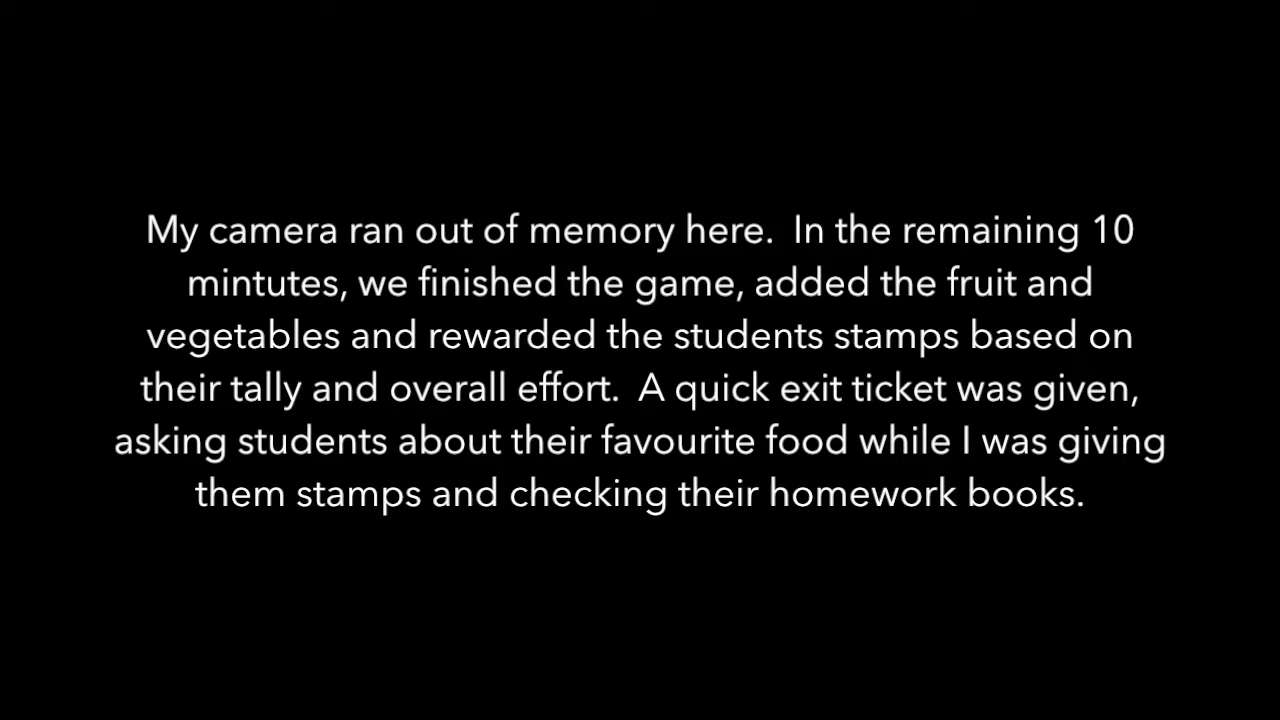 My camera ran out of memory here.  In the remaining 10
mintutes, we finished the game, added the fruit and
vegetables and rewarded the students stamps based on
their tally and overall effort.  A quick exit ticket was given,
asking students about their favourite food while I was giving
them stamps and checking their homework books.